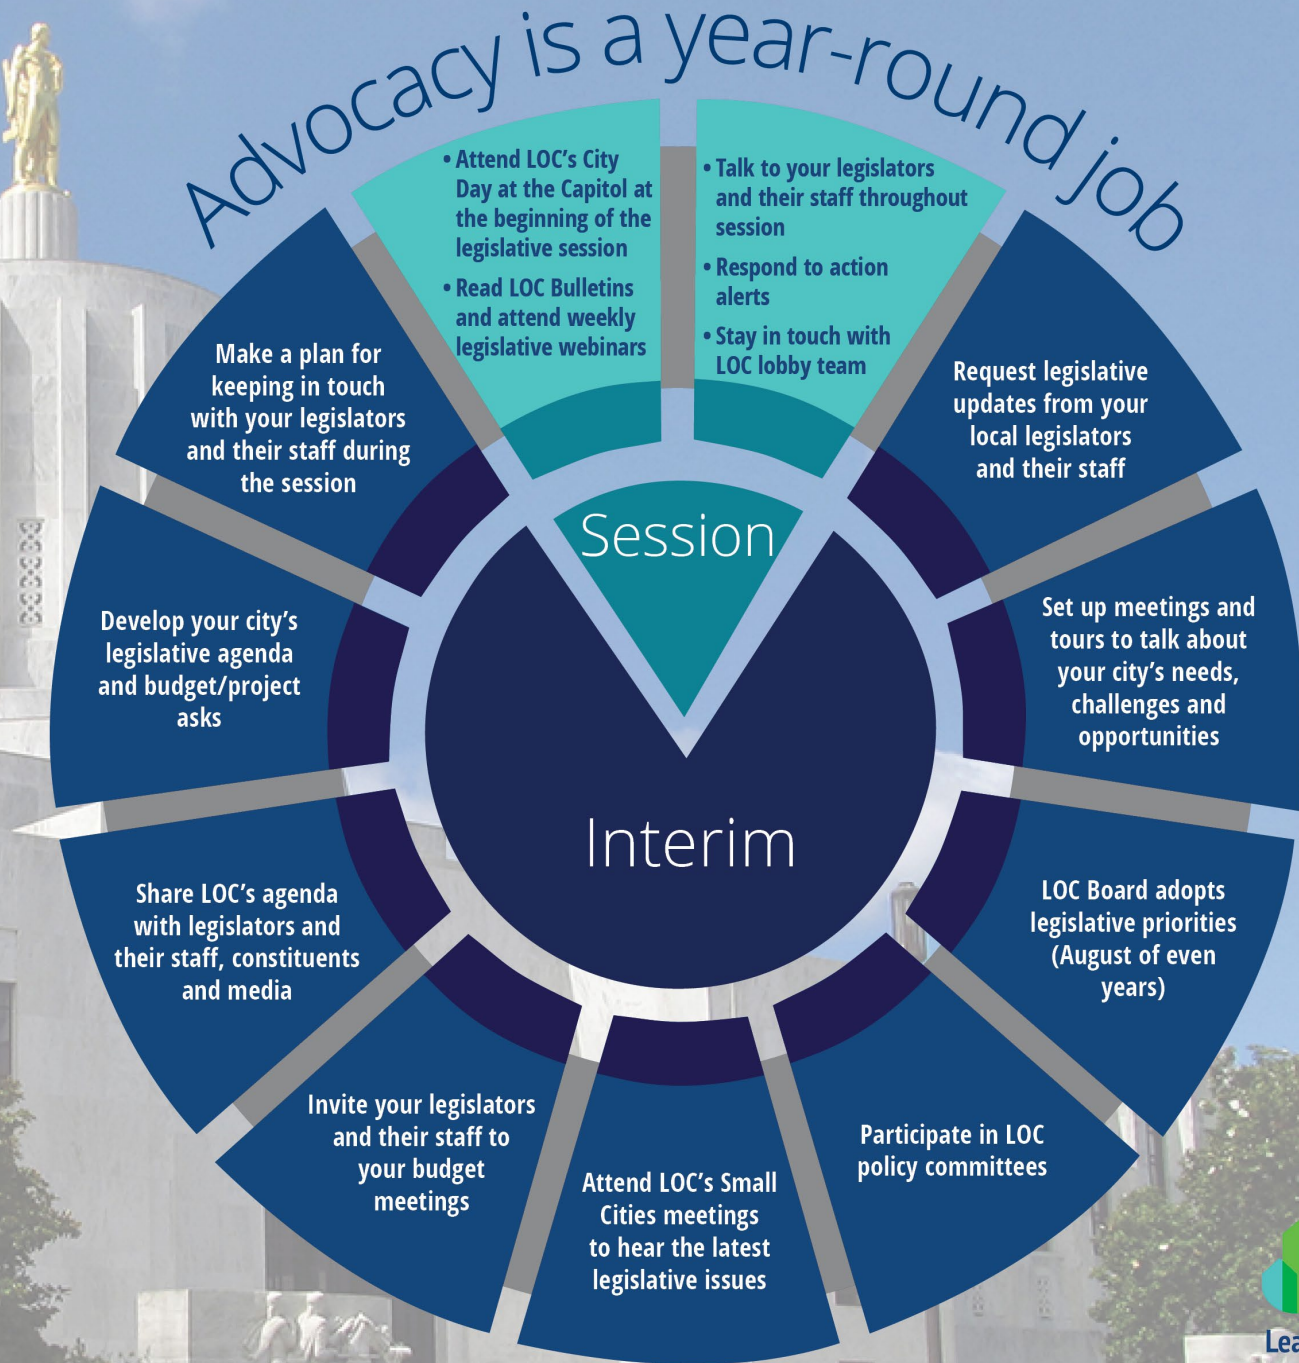 Advocacy is a year-round job
• Attend LOC's City
Day at the Capitol at
the beginning of the
legislative session
• Read LOC Bulletins
and attend weekly
legislative webinars
• Talk to your legislators
and their staff throughout
session
• Respond to action
alerts
• Stay in touch with
LOC lobby team
Request legislative
updates from your
local legislators
and their staff
Set up meetings and
tours to talk about
your city's needs,
challenges and
opportunities
LOC Board adopts
legislative priorities
(August of even
years)
Participate in LOC
policy committees
Attend LOC's Small
Cities meetings
to hear the latest
legislative issues
Invite your legislators
and their staff to
your budget
meetings
Share LOC's agenda
with legislators and
their staff, constituents
and media
Develop your city's
legislative agenda
and budget/project
asks
Make a plan for
keeping in touch
with your legislators
and their staff during
the session
Session
Interim